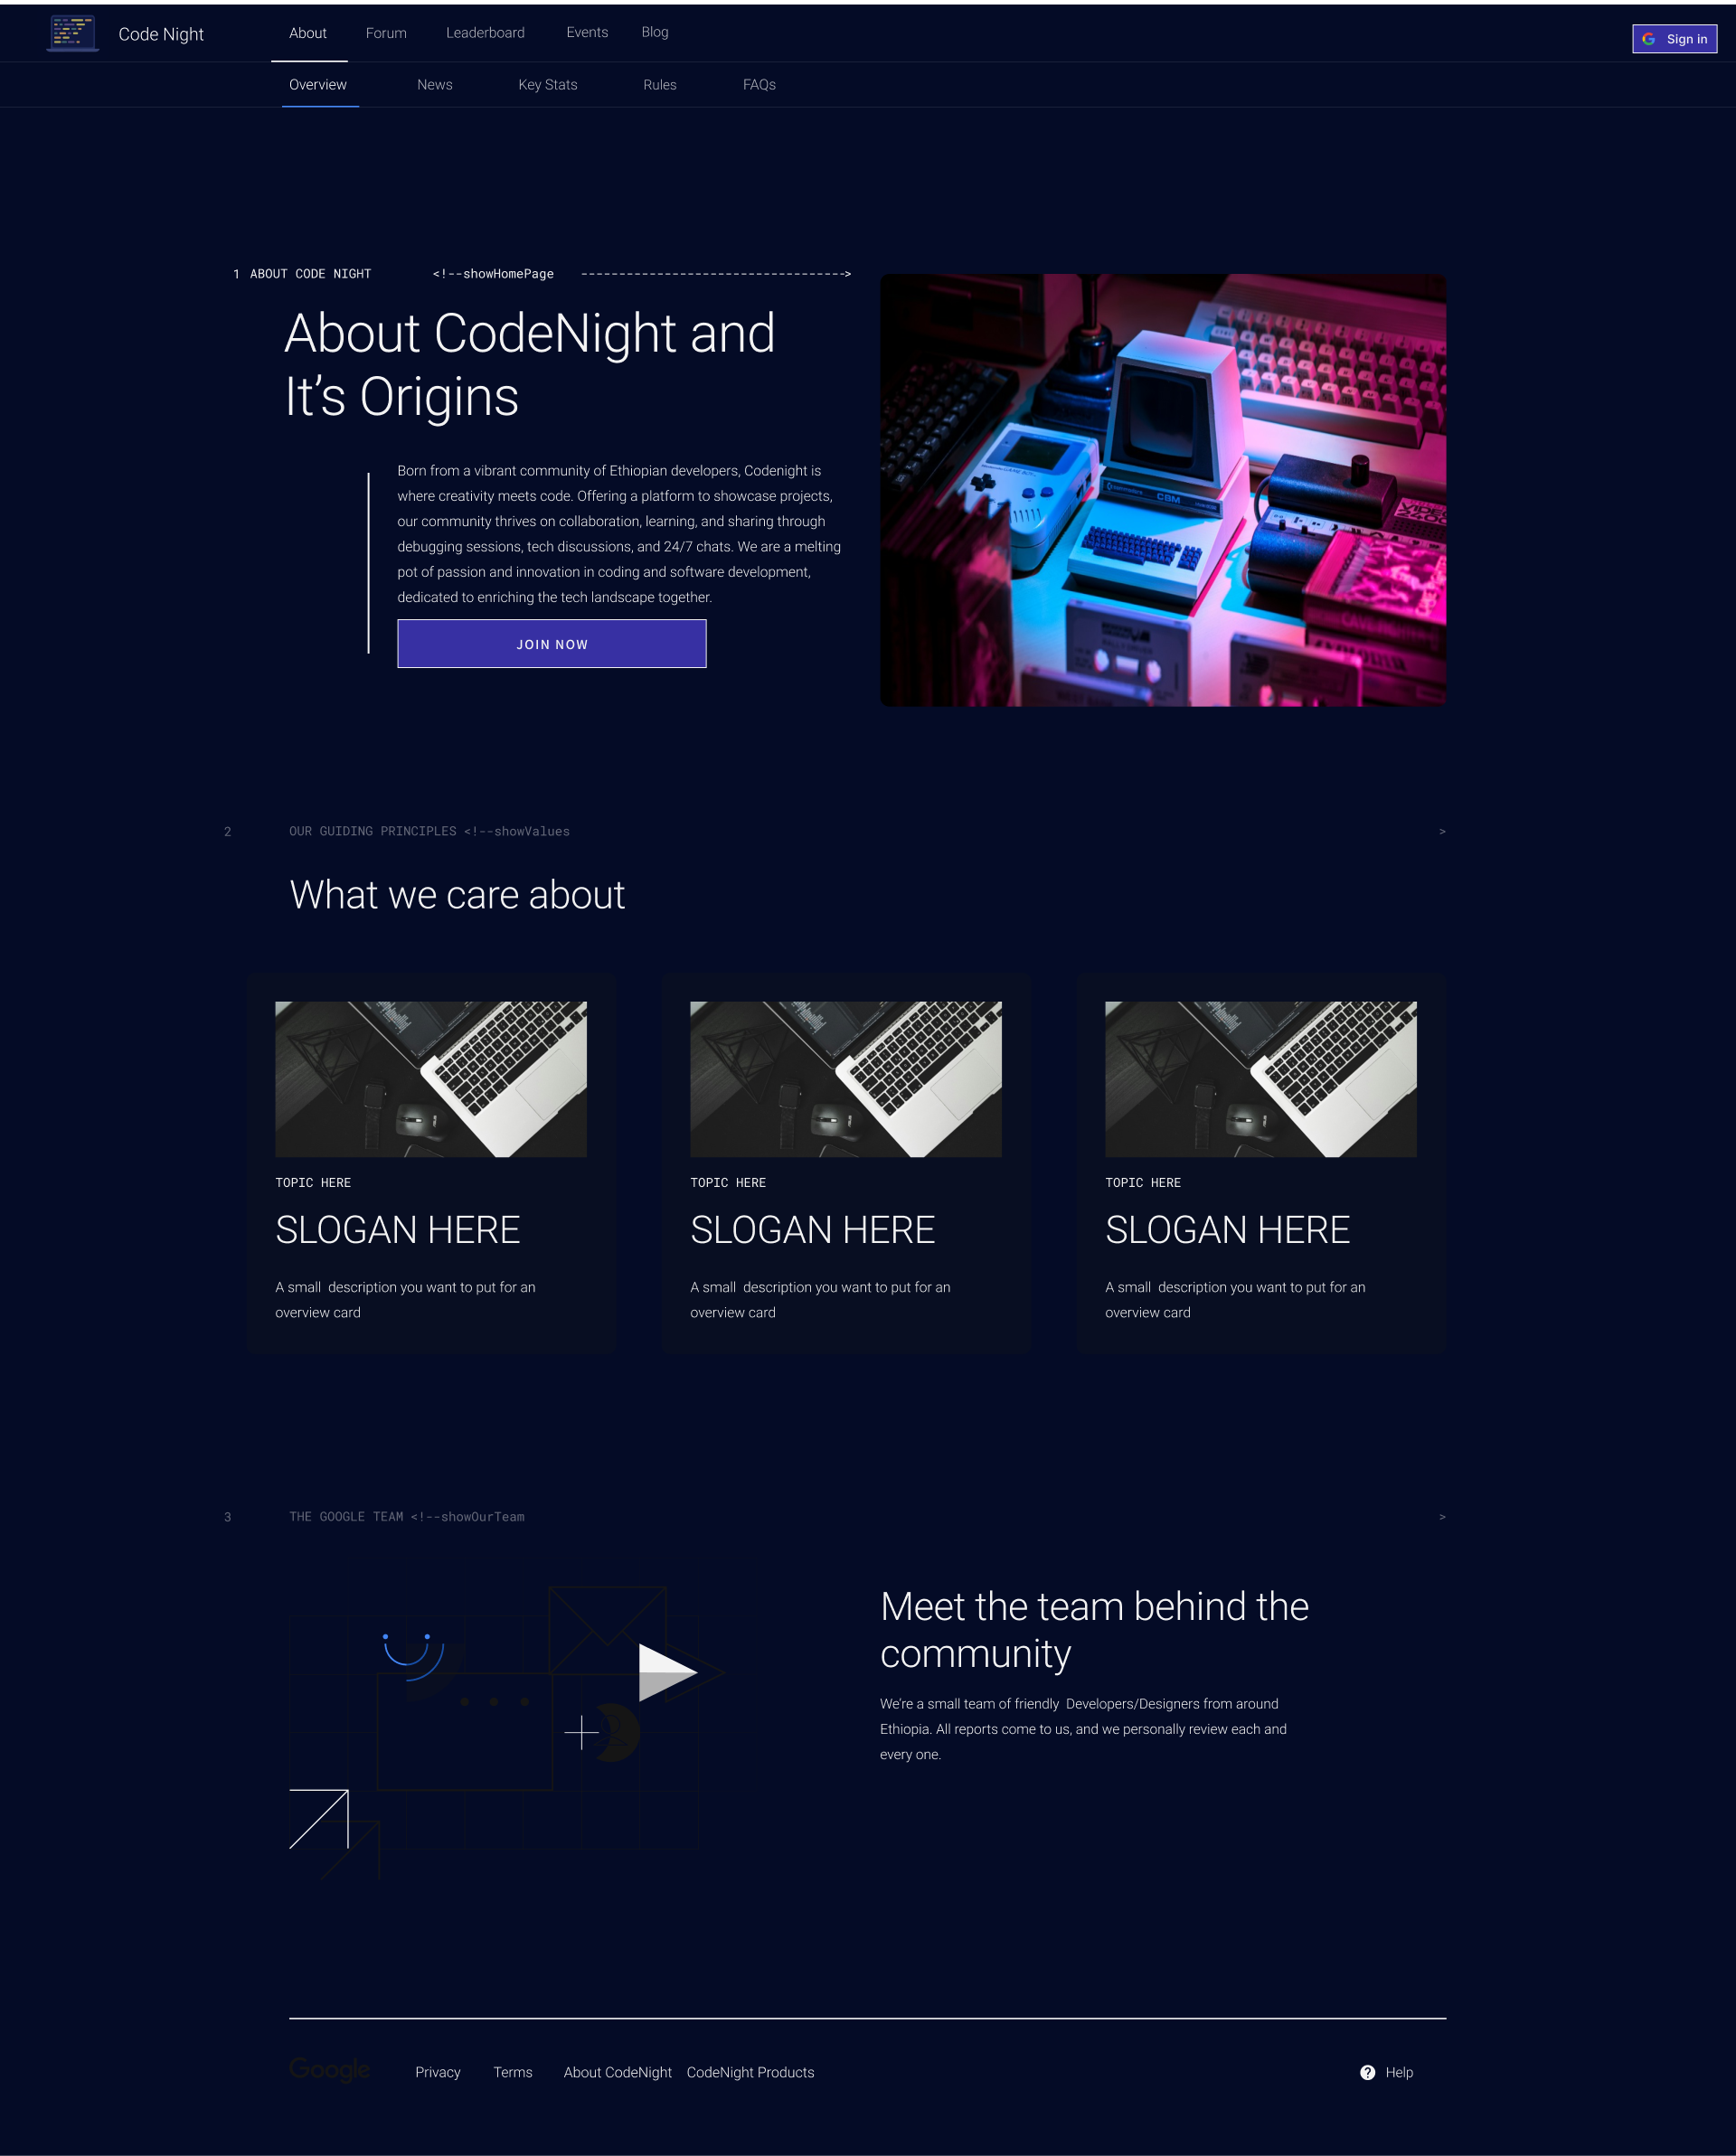 Code Night
About Forum Leaderboard Events Blog
Sign in
Overview News Key Stats Rules FAQs
1 ABOUT CODE NIGHT <!--showHomePage ----------------------------------->
About CodeNight and
It’s Origins
Born from a vibrant community of Ethiopian developers, Codenight is
where creativity meets code. Offering a platform to showcase projects,
our community thrives on collaboration, learning, and sharing through
debugging sessions, tech discussions, and 24/7 chats. We are a melting
pot of passion and innovation in coding and software development,
dedicated to enriching the tech landscape together.
JOIN NOW
CBM
2 OUR GUIDING PRINCIPLES <!--showValues >
What we care about
TOPIC HERE
SLOGAN HERE
A small  description you want to put for an
overview card
TOPIC HERE
SLOGAN HERE
A small  description you want to put for an
overview card
TOPIC HERE
SLOGAN HERE
A small  description you want to put for an
overview card
3 THE GOOGLE TEAM <!--showOurTeam >
Meet the team behind the
community
We’re a small team of friendly  Developers/Designers from around
Ethiopia. All reports come to us, and we personally review each and
every one.
Google Privacy Terms About CodeNight CodeNight Products Help